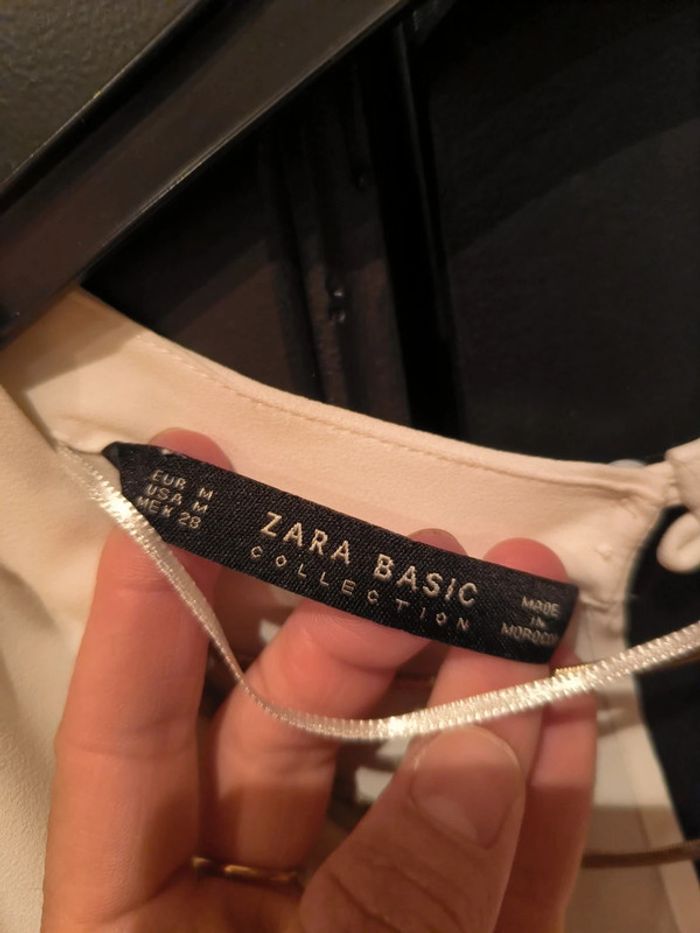 EUR M
USA M
MEX 28
ZARA BASIC
COLLECTION
MADE
IN
MOROCCO